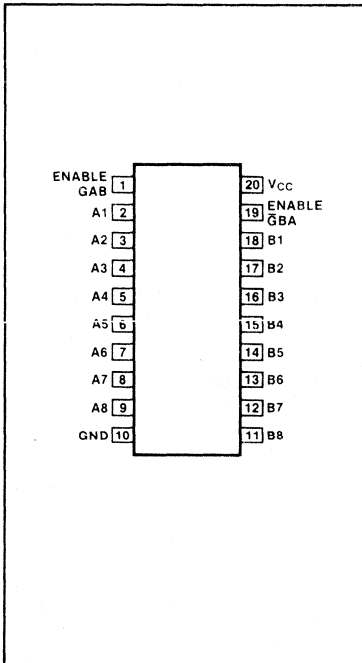 ENABLE
GAB 1
20 VCC
A1 2
19 ENABLE
G̅BA
A2 3
18 B1
A3 4
17 B2
A4 5
16 B3
A5 6
15 B4
A6 7
14 B5
A7 8
13 B6
A8 9
12 B7
GND 10
11 B8